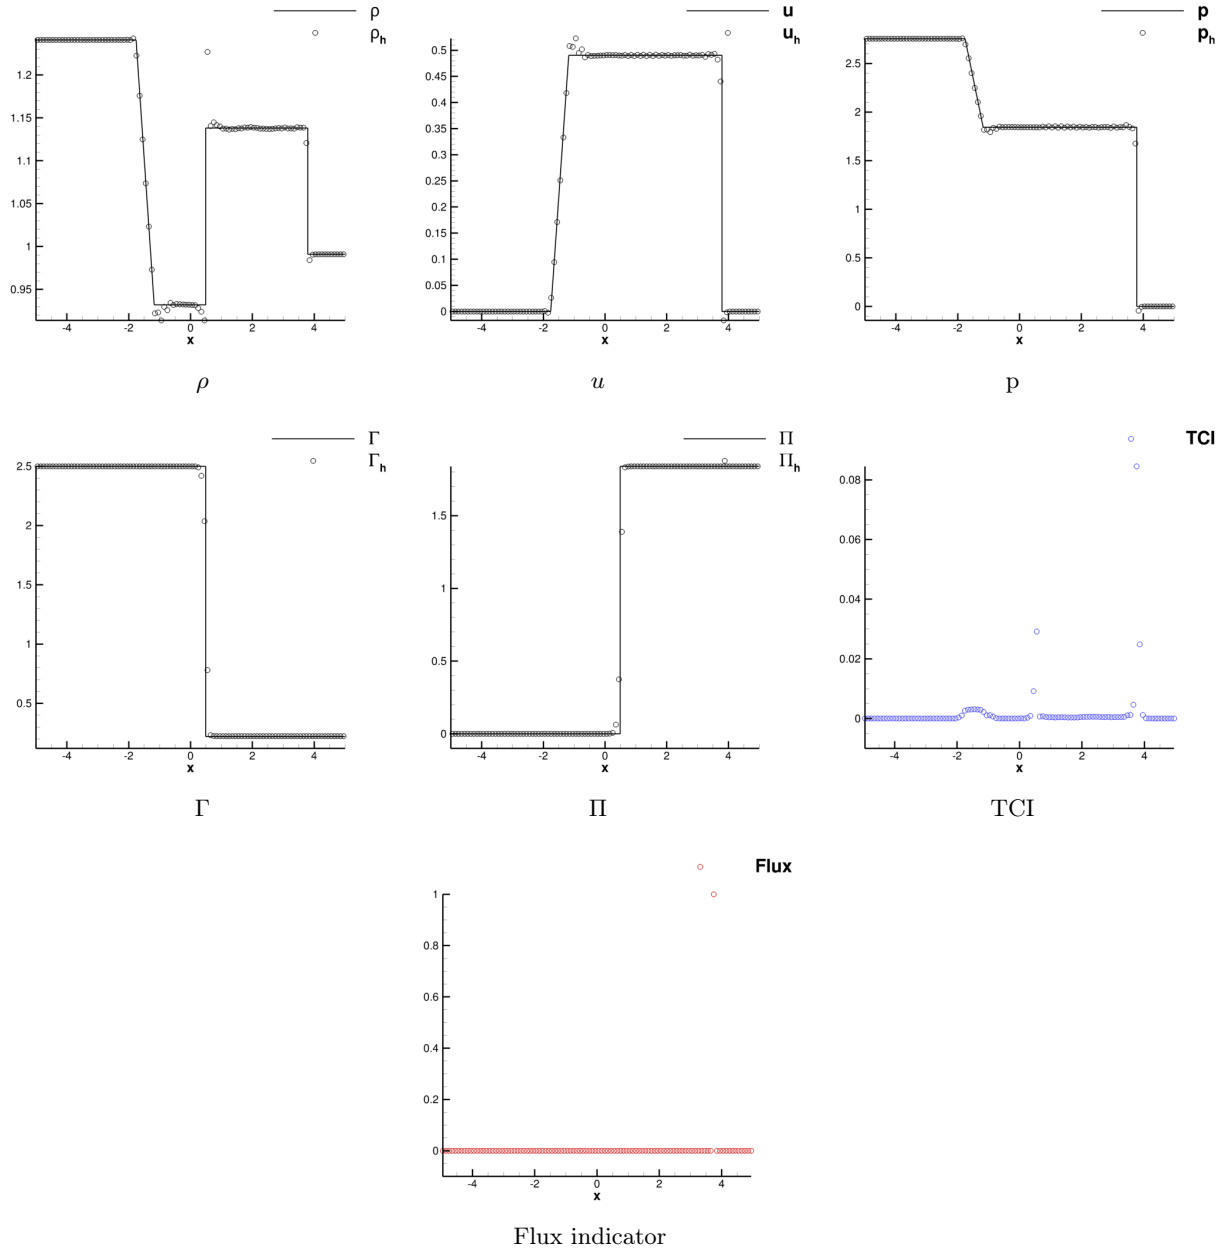 ρ u p
ρh uh ph
1.2 0.5 2.5
0.45
1.15 0.4 2
0.35
1.1 0.3 1.5
0.25
1.05 0.2 1
0.15
1 0.1 0.5
0.95 0.05
0 0
-4 -2 0 2 4 -4 -2 0 2 4 -4 -2 0 2 4
x x x
ρ u p
Γ Π TCI
Γh Πh
2.5 1.5 0.08
2 0.06
1.5 1 0.04
1 0.5 0.02
0.5 0 0
-4 -2 0 2 4 -4 -2 0 2 4 -4 -2 0 2 4
x x x
Γ Π TCI
Flux
1
0.8
0.6
0.4
0.2
0
-4 -2 0 2 4
x
Flux indicator